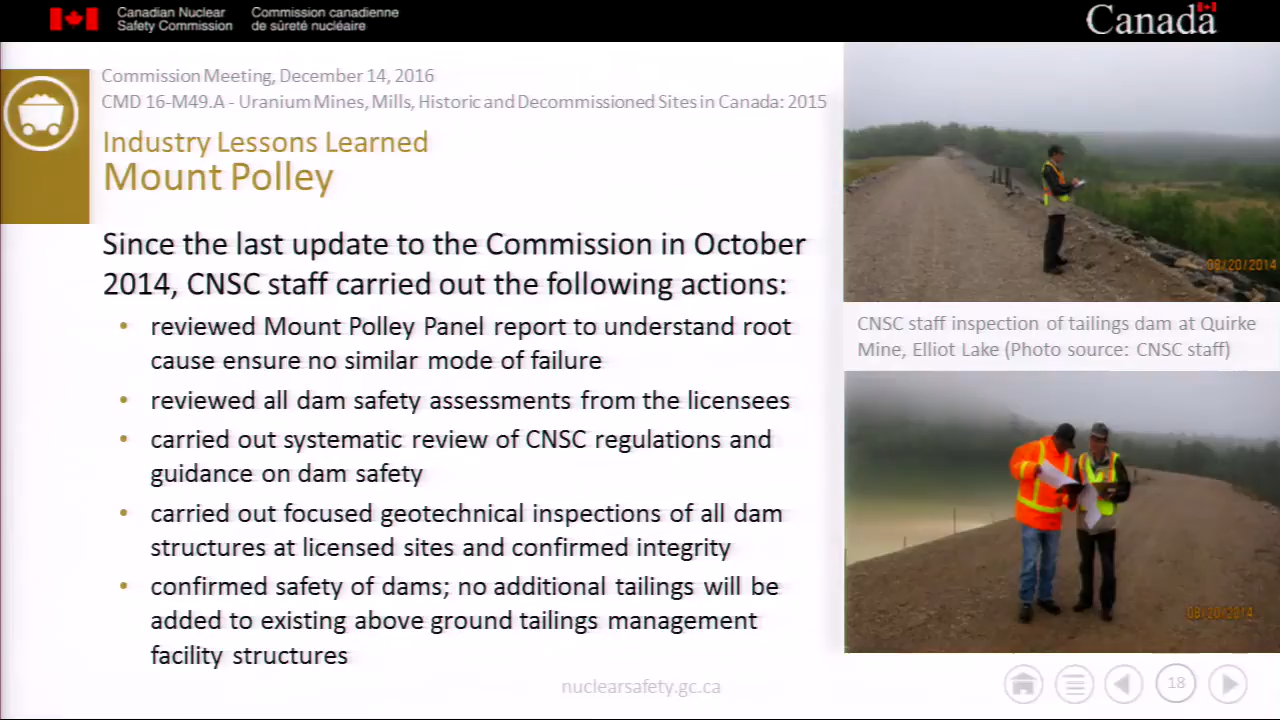 Canadian Nuclear
Safety Commission
Commission canadienne
de sûreté nucléaire
Canada
Commission Meeting, December 14, 2016
CMD 16-M49.A - Uranium Mines, Mills, Historic and Decommissioned Sites in Canada: 2015
Industry Lessons Learned
Mount Polley
Since the last update to the Commission in October
2014, CNSC staff carried out the following actions:
• reviewed Mount Polley Panel report to understand root
cause ensure no similar mode of failure
• reviewed all dam safety assessments from the licensees
• carried out systematic review of CNSC regulations and
guidance on dam safety
• carried out focused geotechnical inspections of all dam
structures at licensed sites and confirmed integrity
• confirmed safety of dams; no additional tailings will be
added to existing above ground tailings management
facility structures
08/20/2014
CNSC staff inspection of tailings dam at Quirke
Mine, Elliot Lake (Photo source: CNSC staff)
08/20/2014
nuclearsafety.gc.ca
18